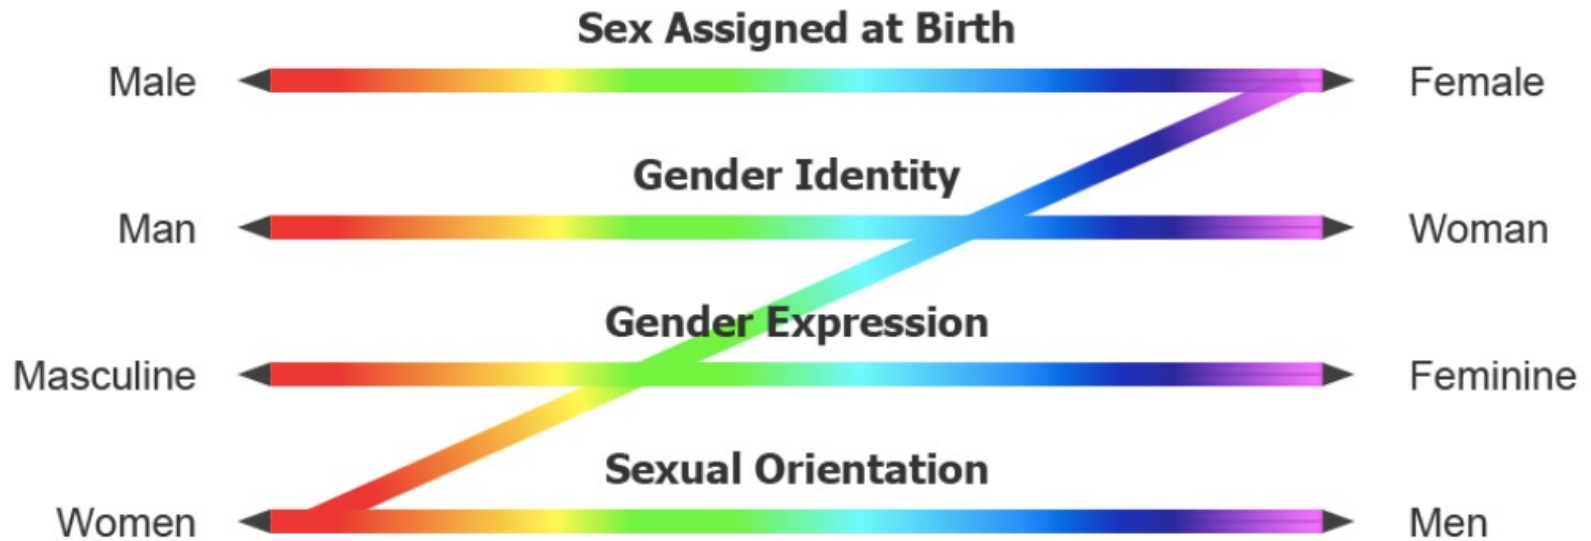 Sex Assigned at Birth
Male Female
Gender Identity
Man Woman
Gender Expression
Masculine Feminine
Sexual Orientation
Women Men